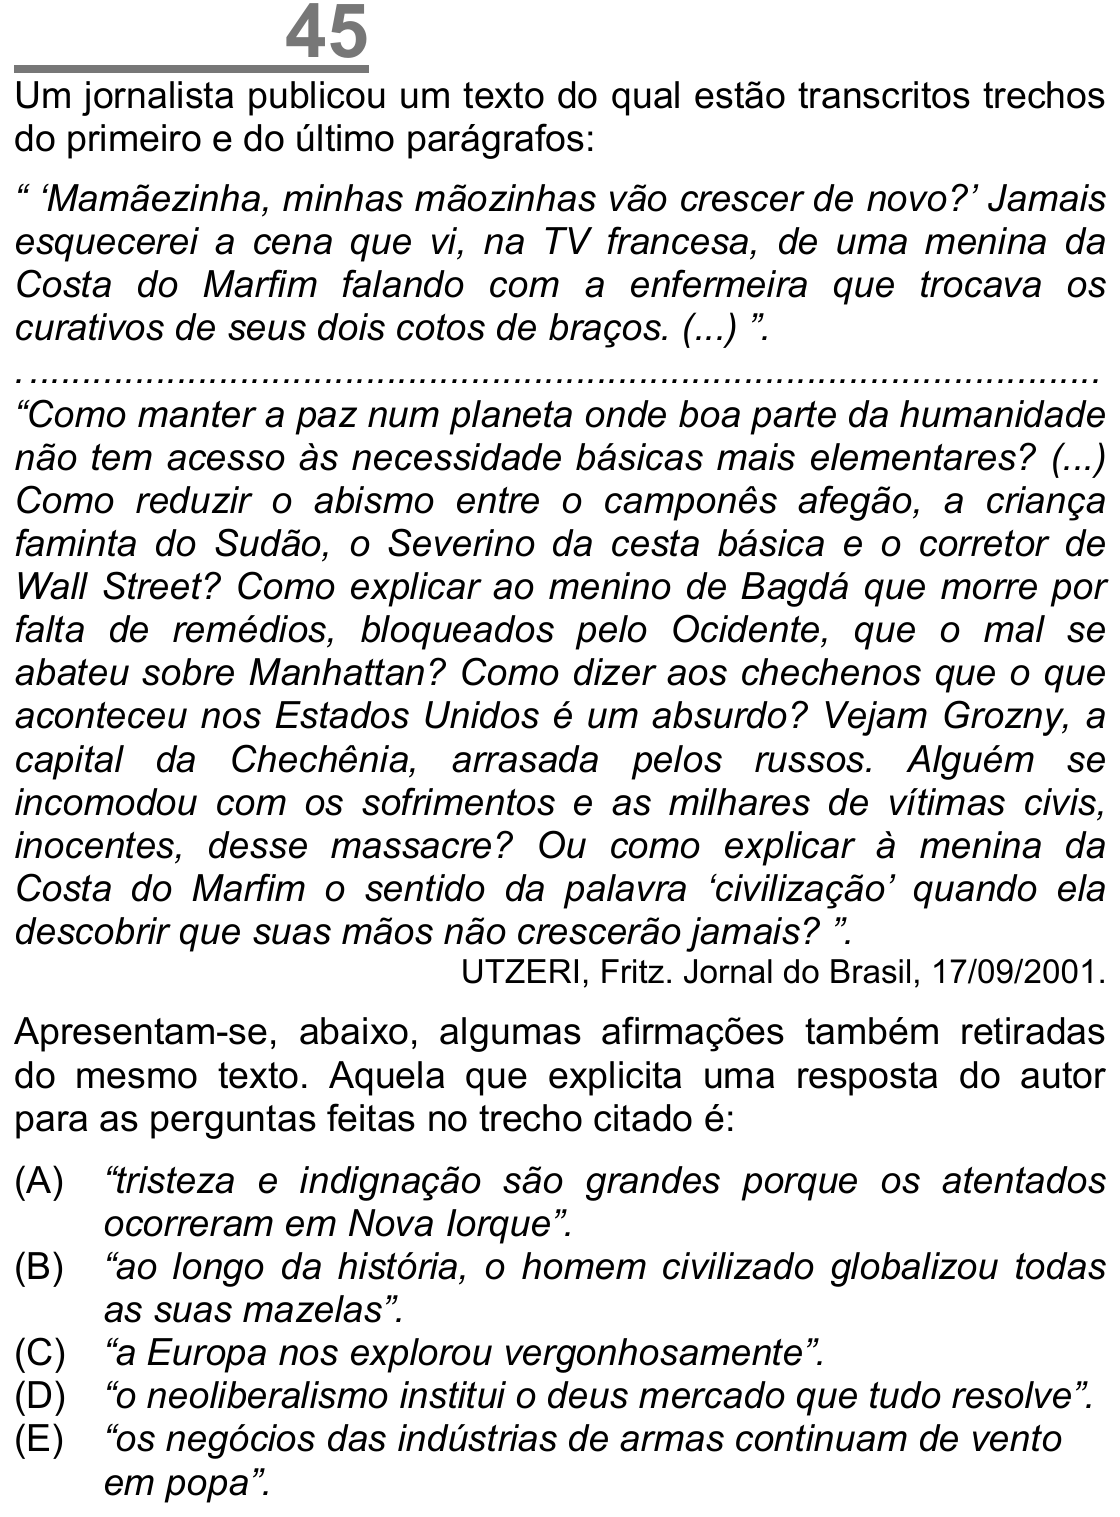 45
Um jornalista publicou um texto do qual estão transcritos trechos
do primeiro e do último parágrafos:
“ ‘Mamãezinha, minhas mãozinhas vão crescer de novo?’ Jamais
esquecerei a cena que vi, na TV francesa, de uma menina da
Costa do Marfim falando com a enfermeira que trocava os
curativos de seus dois cotos de braços. (...) ”.
.....................................................................................................
“Como manter a paz num planeta onde boa parte da humanidade
não tem acesso às necessidade básicas mais elementares? (...)
Como reduzir o abismo entre o camponês afegão, a criança
faminta do Sudão, o Severino da cesta básica e o corretor de
Wall Street? Como explicar ao menino de Bagdá que morre por
falta de remédios, bloqueados pelo Ocidente, que o mal se
abateu sobre Manhattan? Como dizer aos chechenos que o que
aconteceu nos Estados Unidos é um absurdo? Vejam Grozny, a
capital da Chechênia, arrasada pelos russos. Alguém se
incomodou com os sofrimentos e as milhares de vítimas civis,
inocentes, desse massacre? Ou como explicar à menina da
Costa do Marfim o sentido da palavra ‘civilização’ quando ela
descobrir que suas mãos não crescerão jamais? ”.
UTZERI, Fritz. Jornal do Brasil, 17/09/2001.
Apresentam-se, abaixo, algumas afirmações também retiradas
do mesmo texto. Aquela que explicita uma resposta do autor
para as perguntas feitas no trecho citado é:
(A) “tristeza e indignação são grandes porque os atentados
ocorreram em Nova Iorque”.
(B) “ao longo da história, o homem civilizado globalizou todas
as suas mazelas”.
(C) “a Europa nos explorou vergonhosamente”.
(D) “o neoliberalismo institui o deus mercado que tudo resolve”.
(E) “os negócios das indústrias de armas continuam de vento
em popa”.